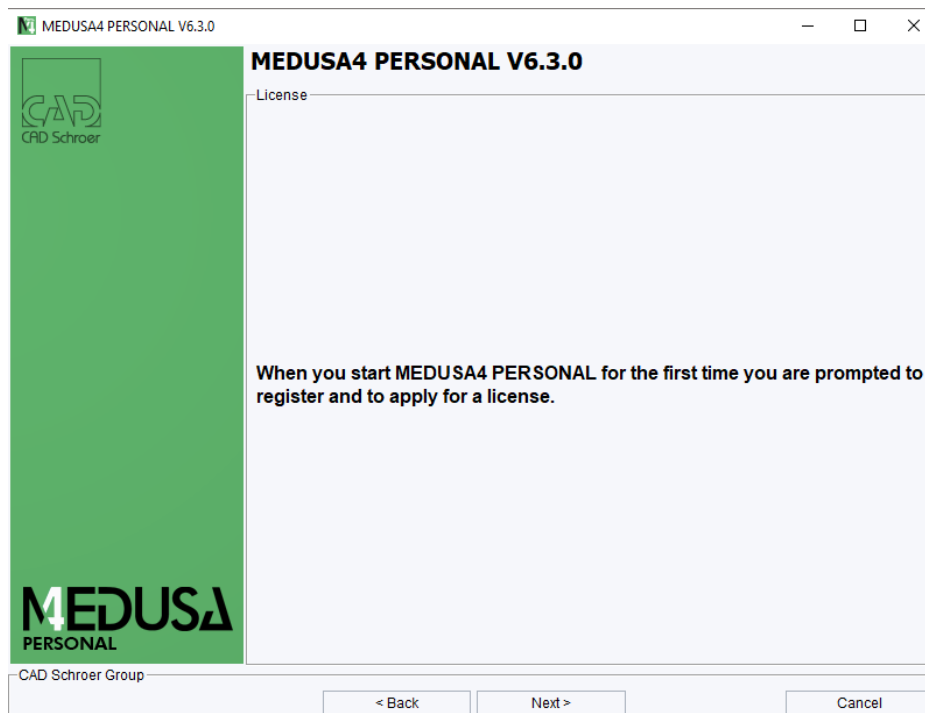 MEDUSA4 PERSONAL V6.3.0
MEDUSA4 PERSONAL V6.3.0
License
CAD
CAD Schroer
When you start MEDUSA4 PERSONAL for the first time you are prompted to
register and to apply for a license.
M4EDUSA
PERSONAL
CAD Schroer Group
< Back
Next >
Cancel